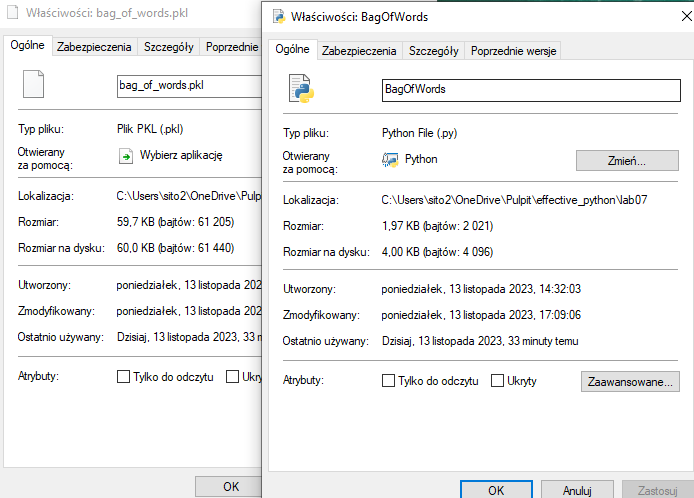 Właściwości: bag_of_words.pkl
Ogólne Zabezpieczenia Szczegóły Poprzednie
bag_of_words.pkl
Typ pliku: Plik PKL (.pkl)
Otwierany za pomocą: Wybierz aplikację
Lokalizacja: C:\Users\sito2\OneDrive\Pulpit
Rozmiar: 59,7 KB (bajtów: 61 205)
Rozmiar na dysku: 60,0 KB (bajtów: 61 440)
Utworzony: poniedziałek, 13 listopada 202
Zmodyfikowany: poniedziałek, 13 listopada 202
Ostatnio używany: Dzisiaj, 13 listopada 2023, 33 m
Atrybuty: Tylko do odczytu Ukry
OK
Właściwości: BagOfWords
Ogólne Zabezpieczenia Szczegóły Poprzednie wersje
BagOfWords
Typ pliku: Python File (.py)
Otwierany za pomocą: Python Zmień...
Lokalizacja: C:\Users\sito2\OneDrive\Pulpit\effective_python\lab07
Rozmiar: 1,97 KB (bajtów: 2 021)
Rozmiar na dysku: 4,00 KB (bajtów: 4 096)
Utworzony: poniedziałek, 13 listopada 2023, 14:32:03
Zmodyfikowany: poniedziałek, 13 listopada 2023, 17:09:06
Ostatnio używany: Dzisiaj, 13 listopada 2023, 33 minuty temu
Atrybuty: Tylko do odczytu Ukryty Zaawansowane...
OK Anuluj Zastosuj